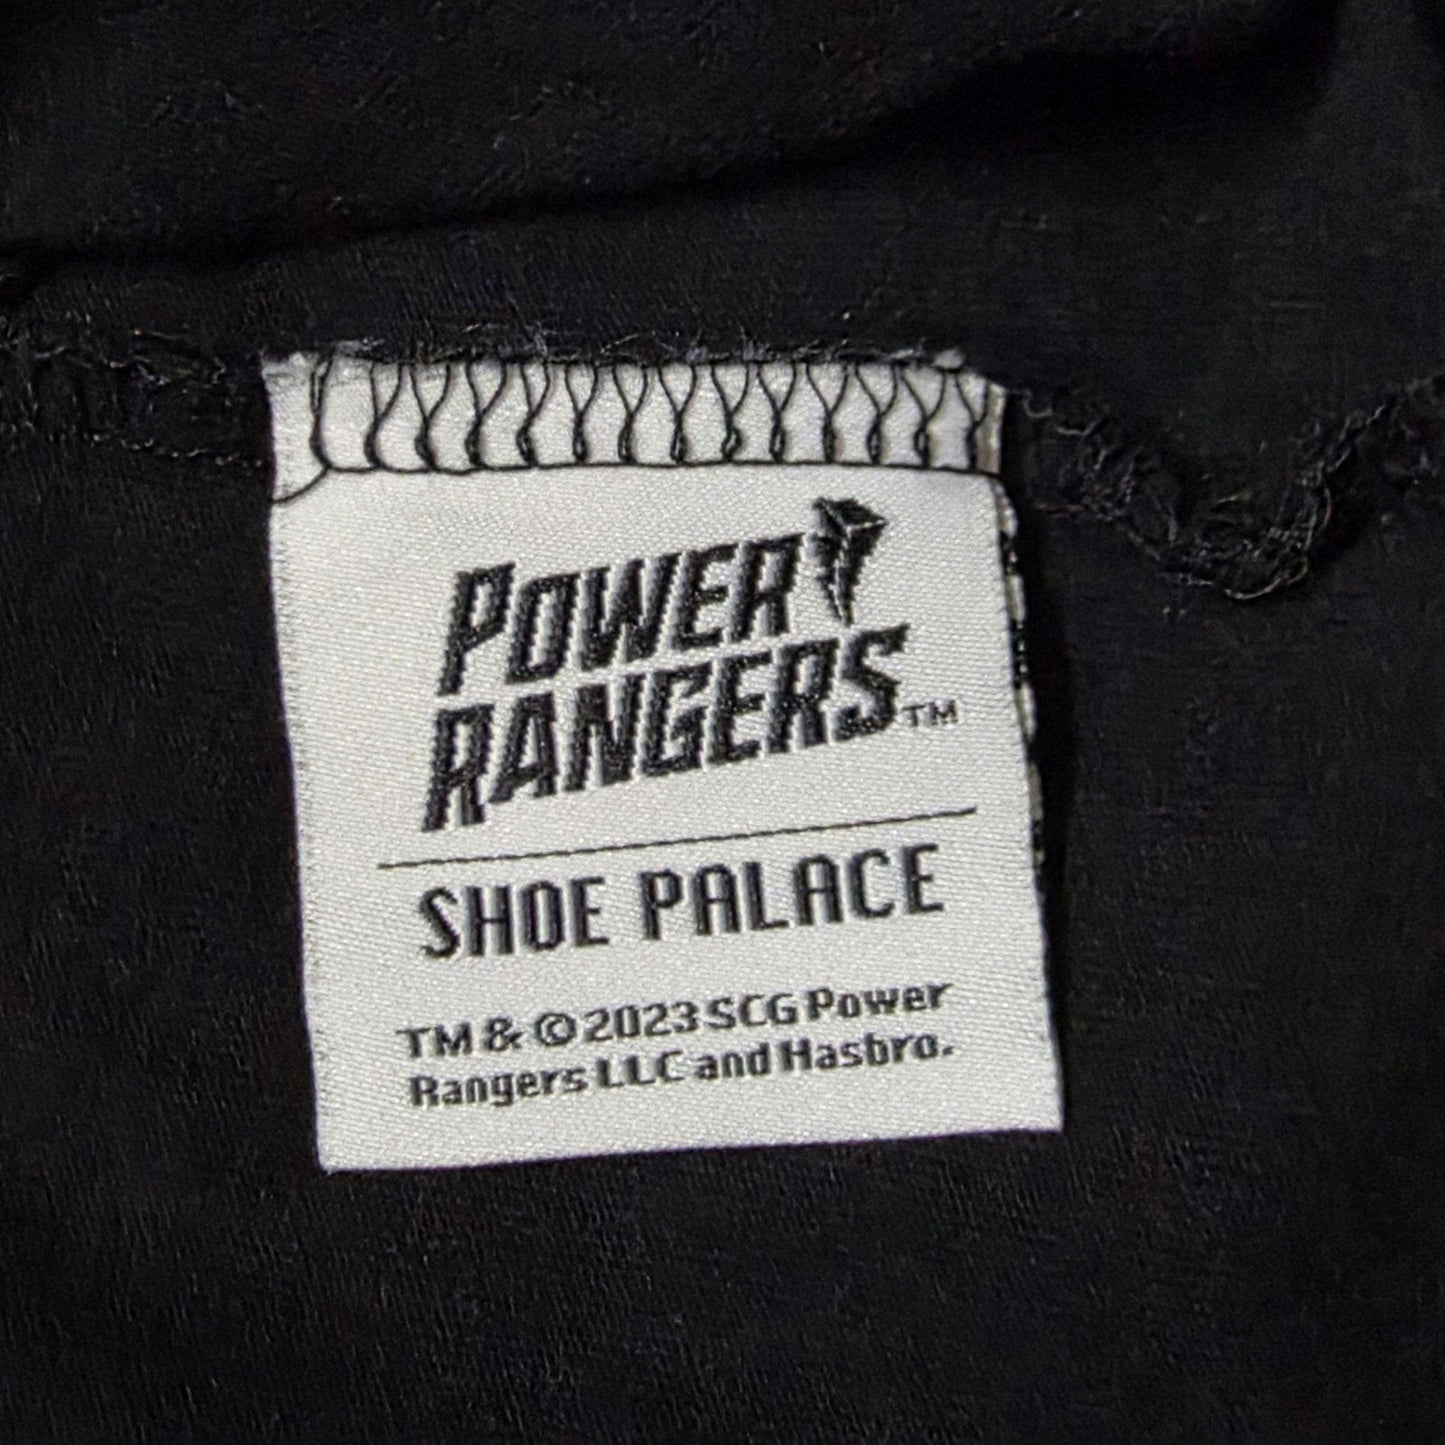 POWER
RANGERS™
SHOE PALACE
TM & ©2023 SCG Power
Rangers LLC and Hasbro.